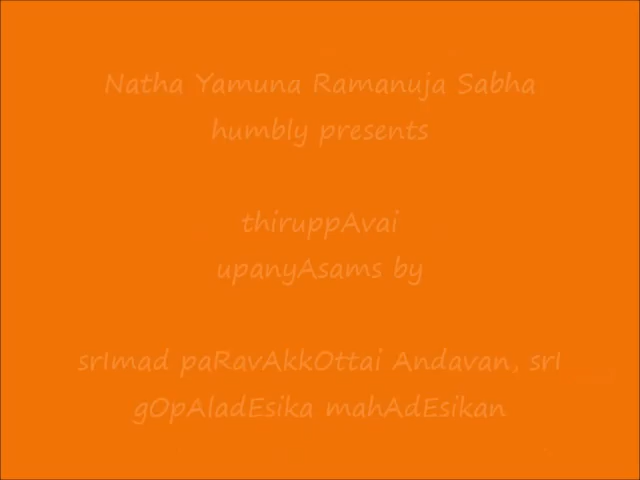 Natha Yamuna Ramanuja Sabha
humbly presents
thiruppAvai
upanyAsams by
srImad paRavAkkOttai Andavan, srI
gOpAladEsika mahAdEsikan